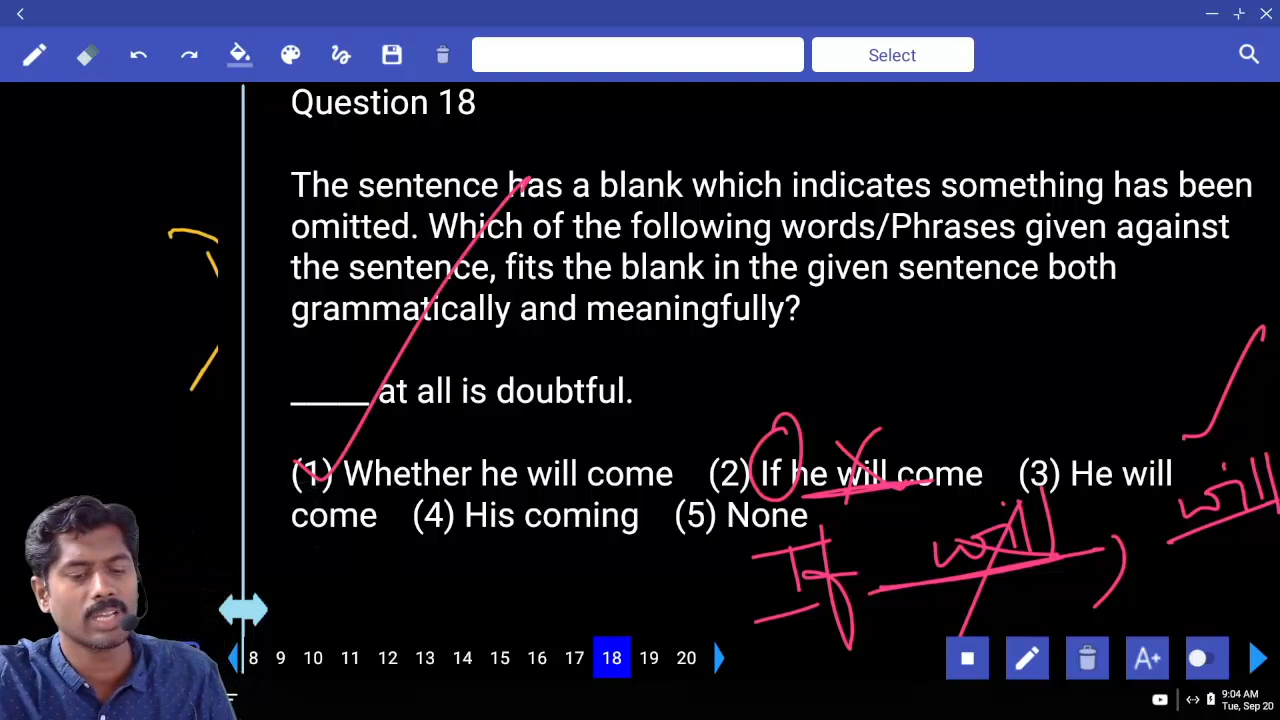 Select
Question 18
The sentence has a blank which indicates something has been
omitted. Which of the following words/Phrases given against
the sentence, fits the blank in the given sentence both
grammatically and meaningfully?
_____ at all is doubtful.
(1) Whether he will come (2) If he will come (3) He will
come (4) His coming (5) None
will
If will ,
8 9 10 11 12 13 14 15 16 17 18 19 20
A+
9:04 AM
Tue, Sep 20